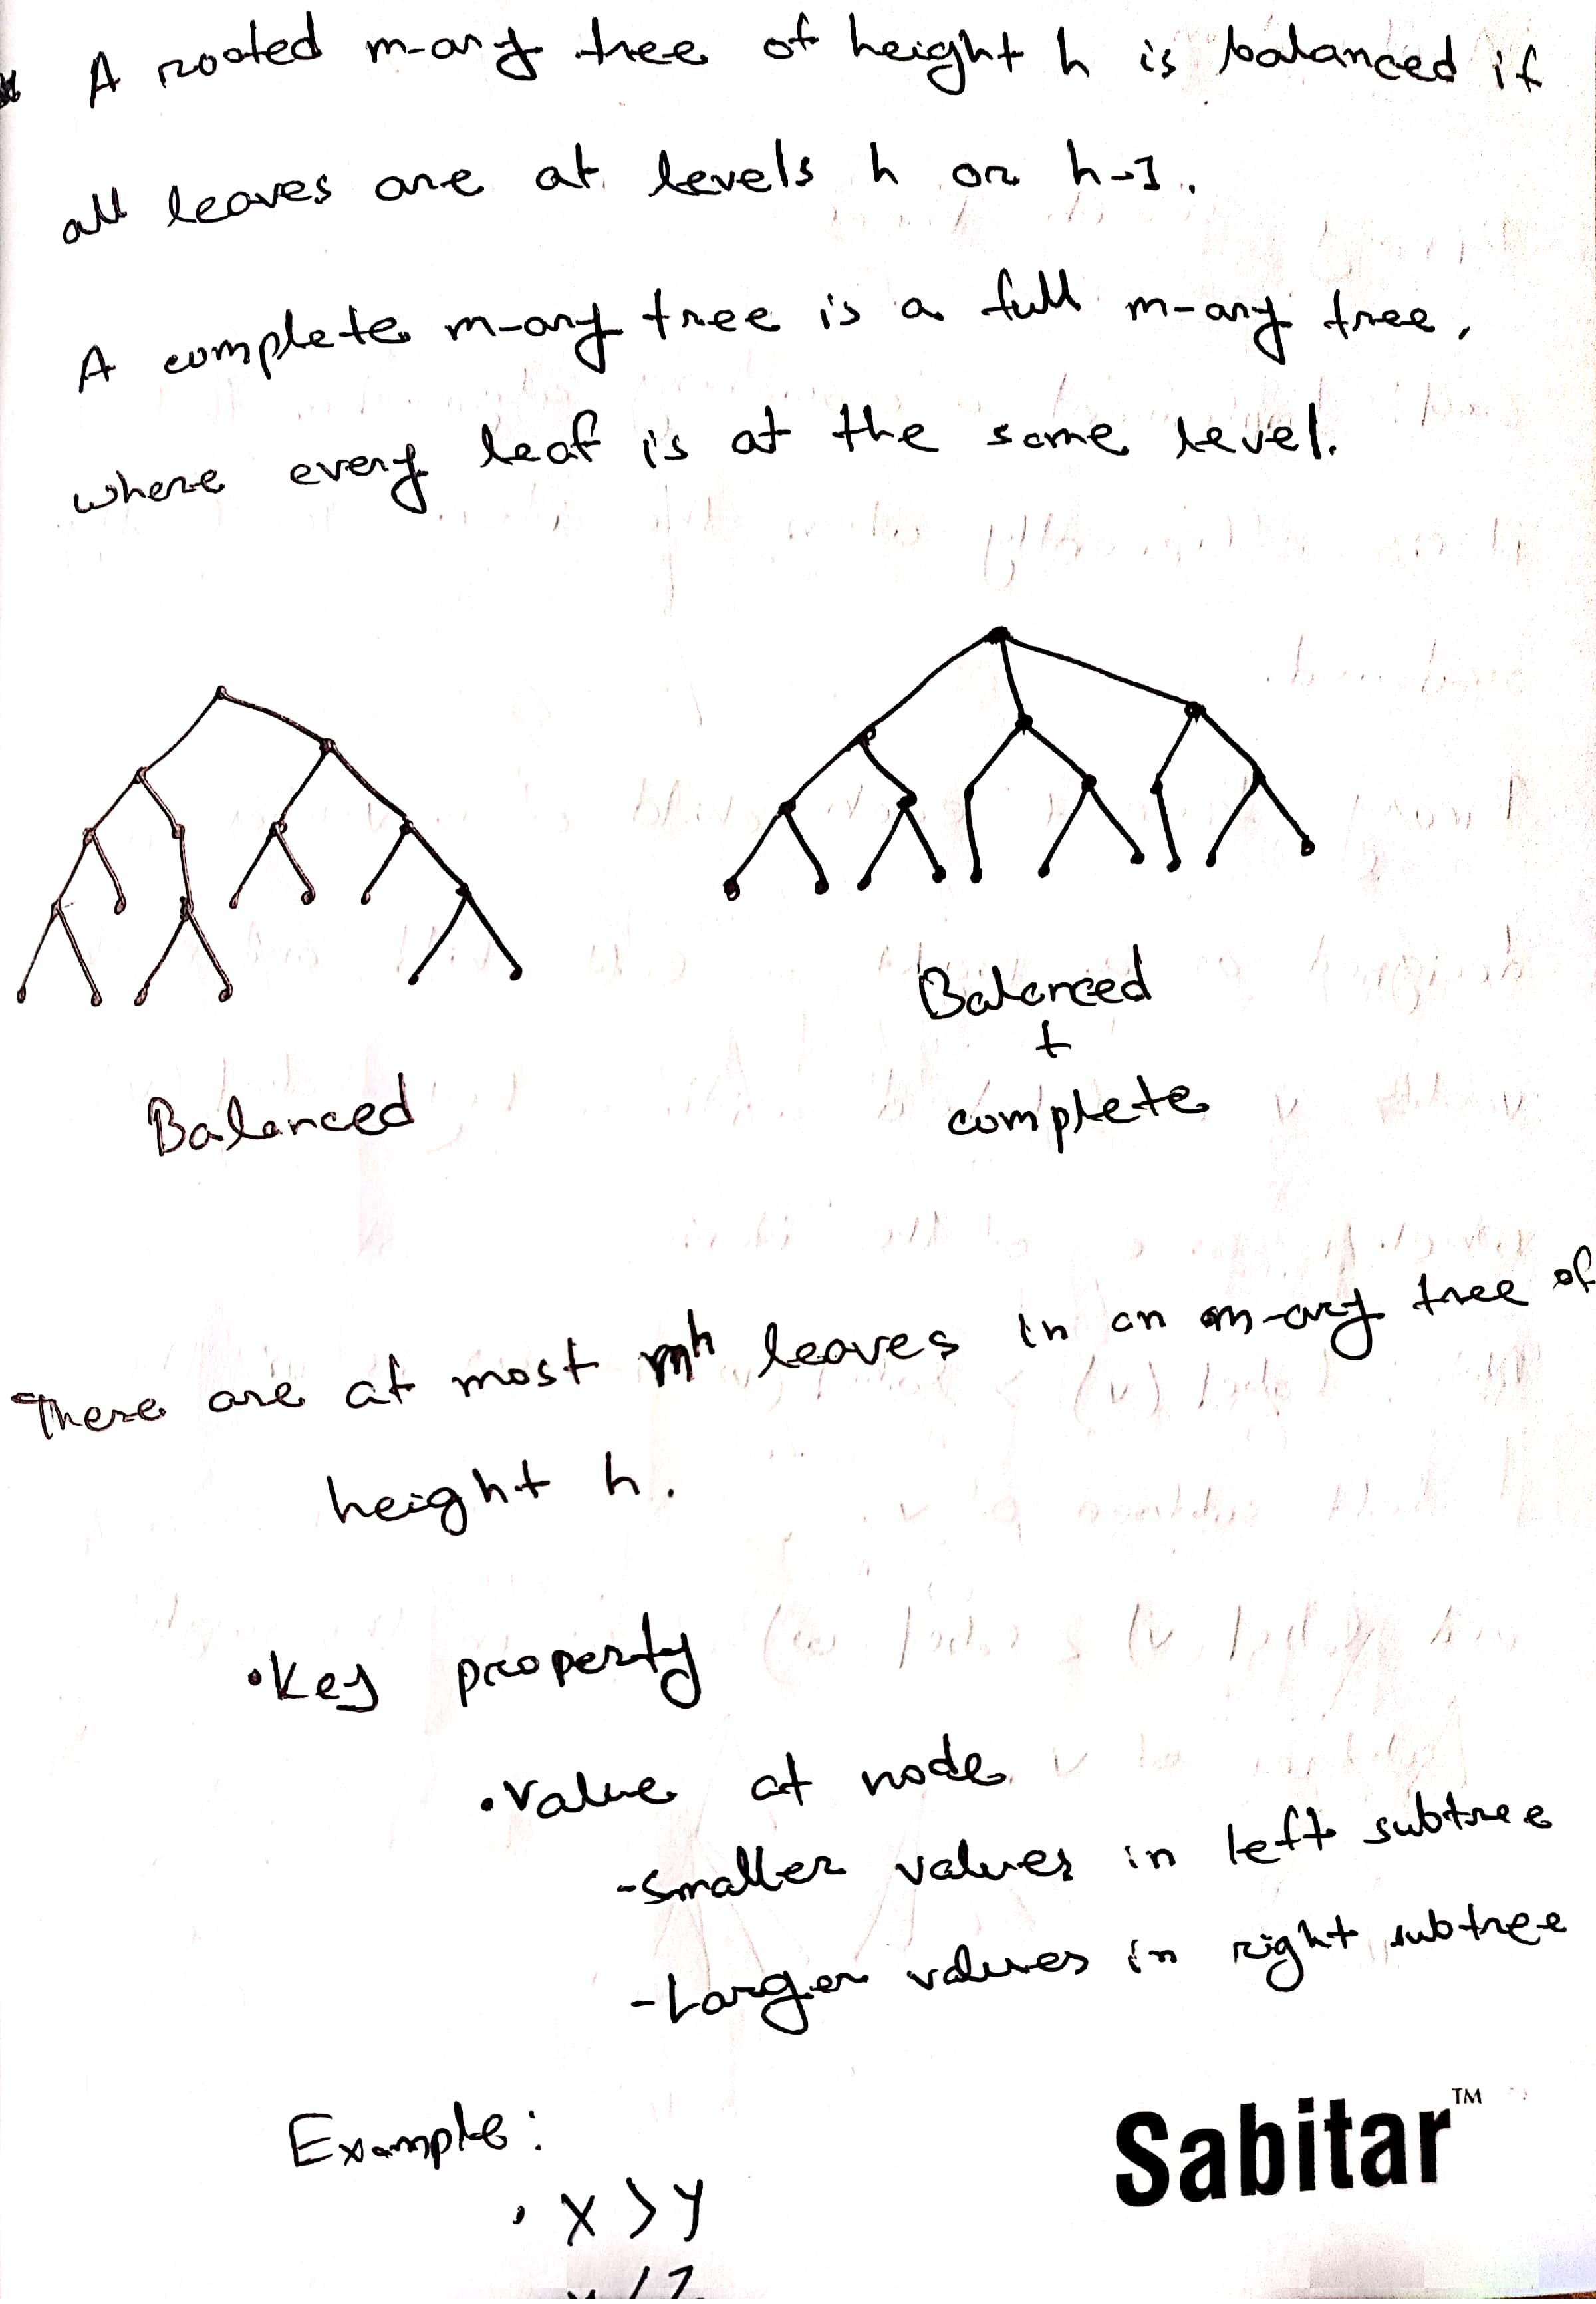 A rooted m-ary tree of height h is balanced if
all leaves are at levels h or h-1.
A complete m-ary tree is a full m-ary tree,
where every leaf is at the same level.
Balanced
Balanced
+
complete
There are at most mʰ leaves in an m-ary tree of
height h.
•Key property
•Value at node
-Smaller values in left subtree
-Larger values in right subtree
Example:
• X > Y
Sabitar™